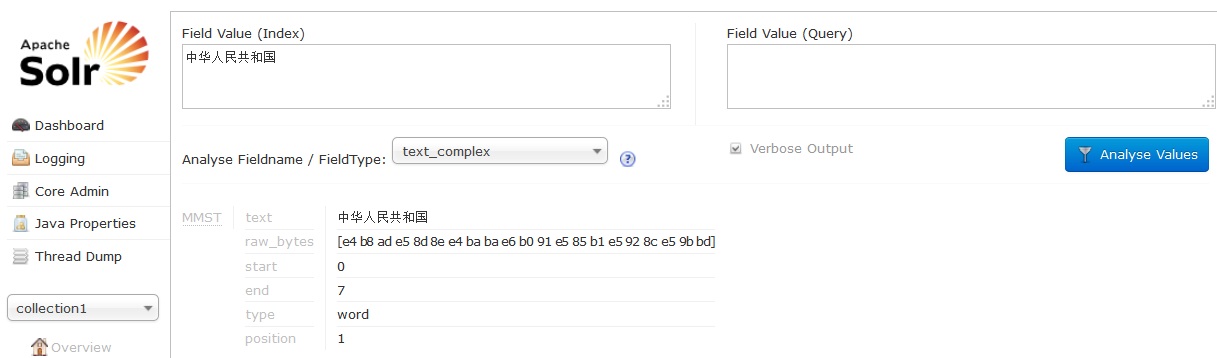 Apache
Solr
Dashboard
Logging
Core Admin
Java Properties
Thread Dump
collection1
Overview
Field Value (Index)
中华人民共和国
Field Value (Query)
Analyse Fieldname / FieldType:
text_complex
?
Verbose Output
Analyse Values
MMST
text
中华人民共和国
raw_bytes
[e4 b8 ad e5 8d 8e e4 ba ba e6 b0 91 e5 85 b1 e5 92 8c e5 9b bd]
start
0
end
7
type
word
position
1